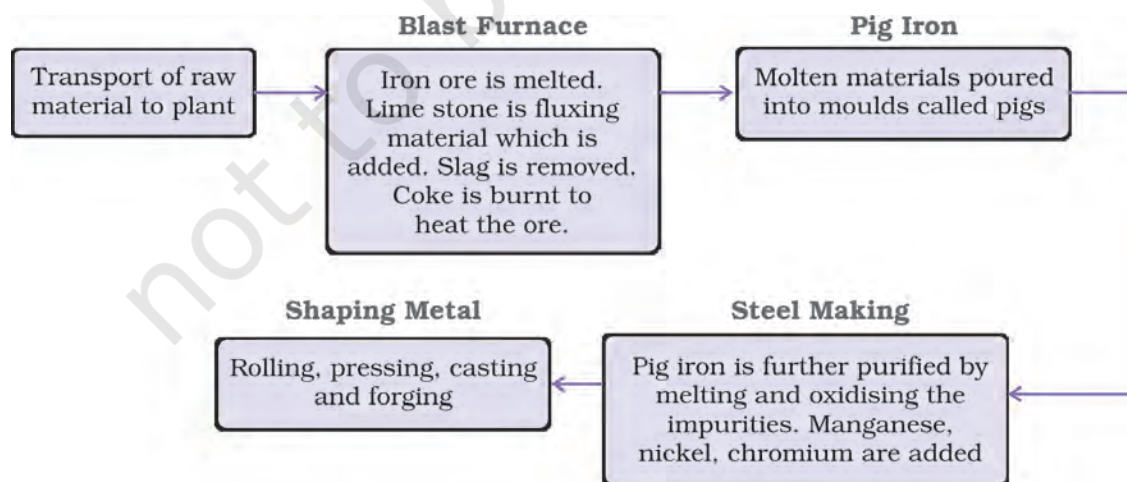 Blast Furnace
Pig Iron
Transport of raw
material to plant
Iron ore is melted.
Lime stone is fluxing
material which is
added. Slag is removed.
Coke is burnt to
heat the ore.
Molten materials poured
into moulds called pigs
Shaping Metal
Steel Making
Rolling, pressing, casting
and forging
Pig iron is further purified by
melting and oxidising the
impurities. Manganese,
nickel, chromium are added
not to b